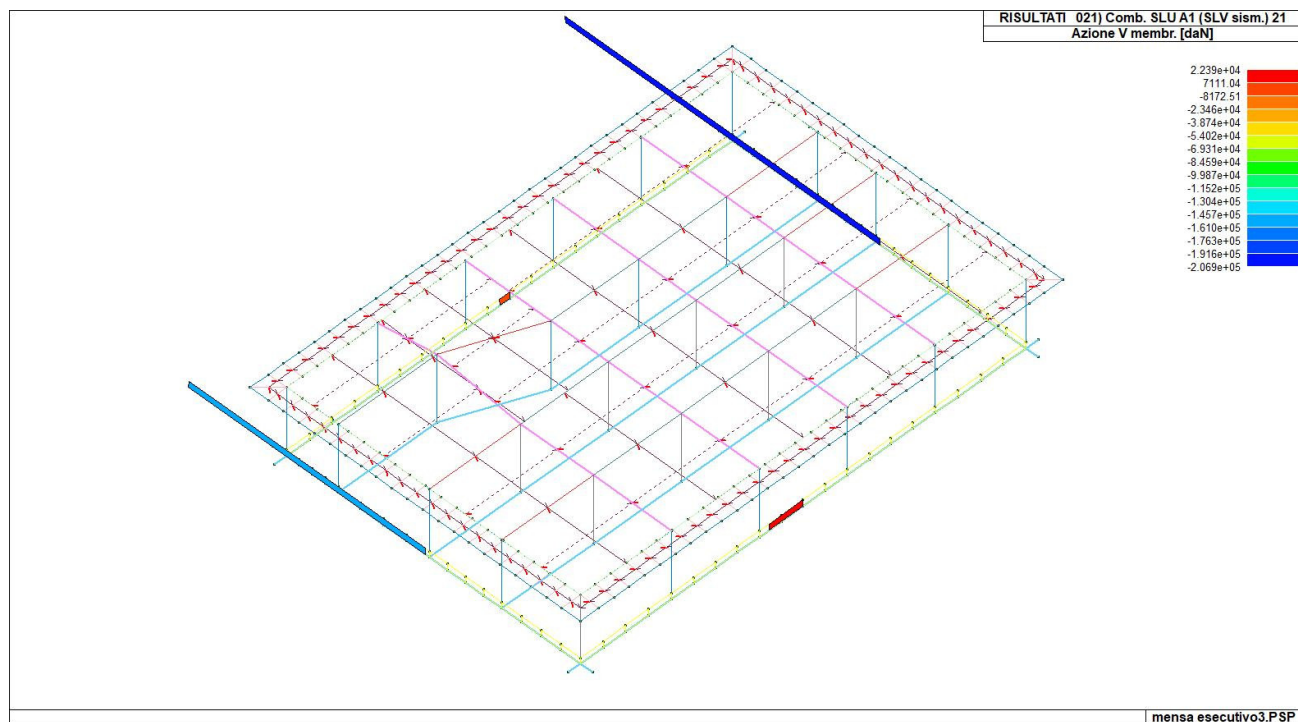 RISULTATI 021) Comb. SLU A1 (SLV sism.) 21
Azione V membr. [daN]
2.239e+04
7111.04
-8172.51
-2.346e+04
-3.874e+04
-5.402e+04
-6.931e+04
-8.459e+04
-9.987e+04
-1.152e+05
-1.304e+05
-1.457e+05
-1.610e+05
-1.763e+05
-1.916e+05
-2.069e+05
mensa esecutivo3.PSP